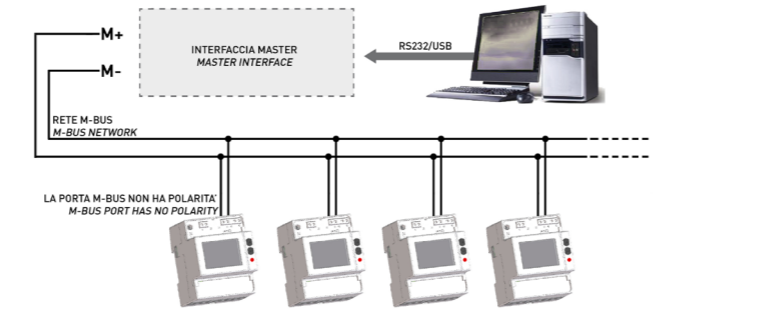 M+
INTERFACCIA MASTER
MASTER INTERFACE
RS232/USB
M-
RETE M-BUS
M-BUS NETWORK
LA PORTA M-BUS NON HA POLARITA'
M-BUS PORT HAS NO POLARITY